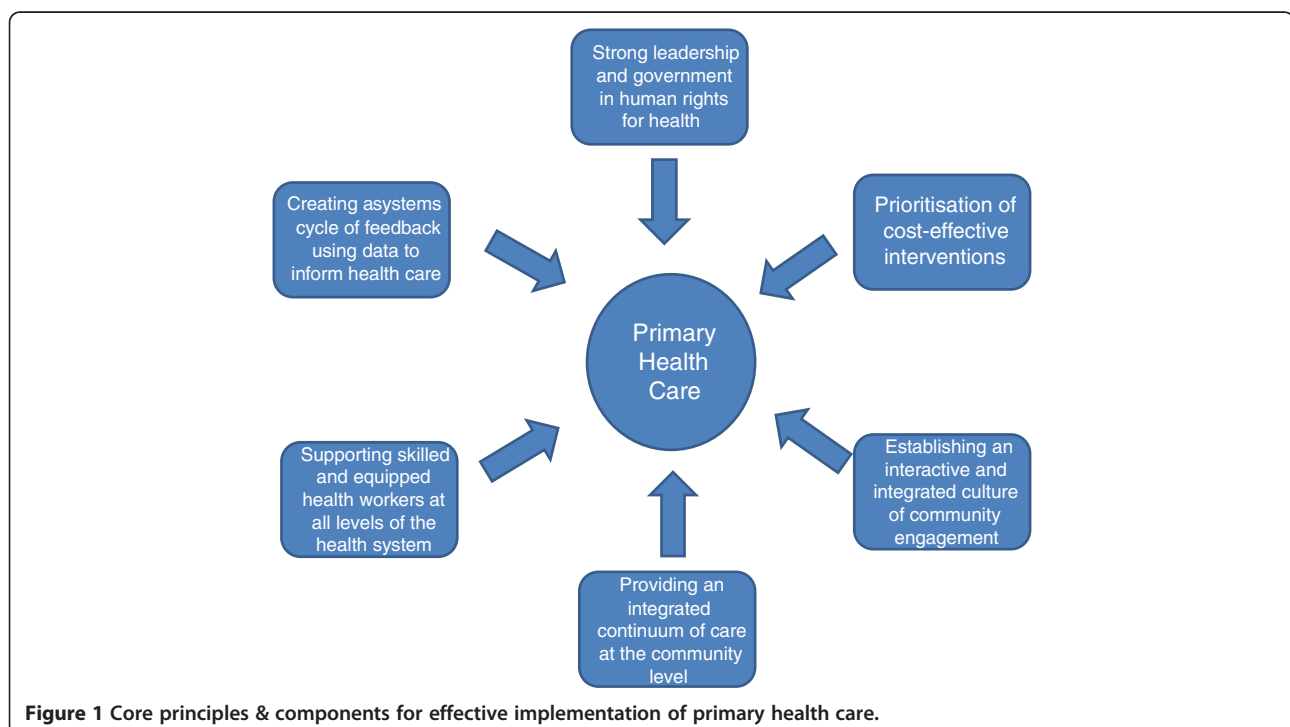 Strong leadership
and government
in human rights
for health
Prioritisation of
cost-effective
interventions
Establishing an
interactive and
integrated culture
of community
engagement
Providing an
integrated
continuum of care
at the community
level
Supporting skilled
and equipped
health workers at
all levels of the
health system
Creating asystems
cycle of feedback
using data to
inform health care
Primary
Health
Care
Figure 1 Core principles & components for effective implementation of primary health care.